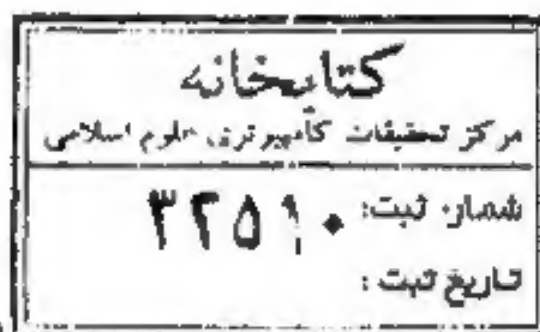 کتابخانه
مرکز تحقیقات کامپیوتری علوم اسلامی
شماره ثبت: ۳۲۵۱۰
تاریخ ثبت: